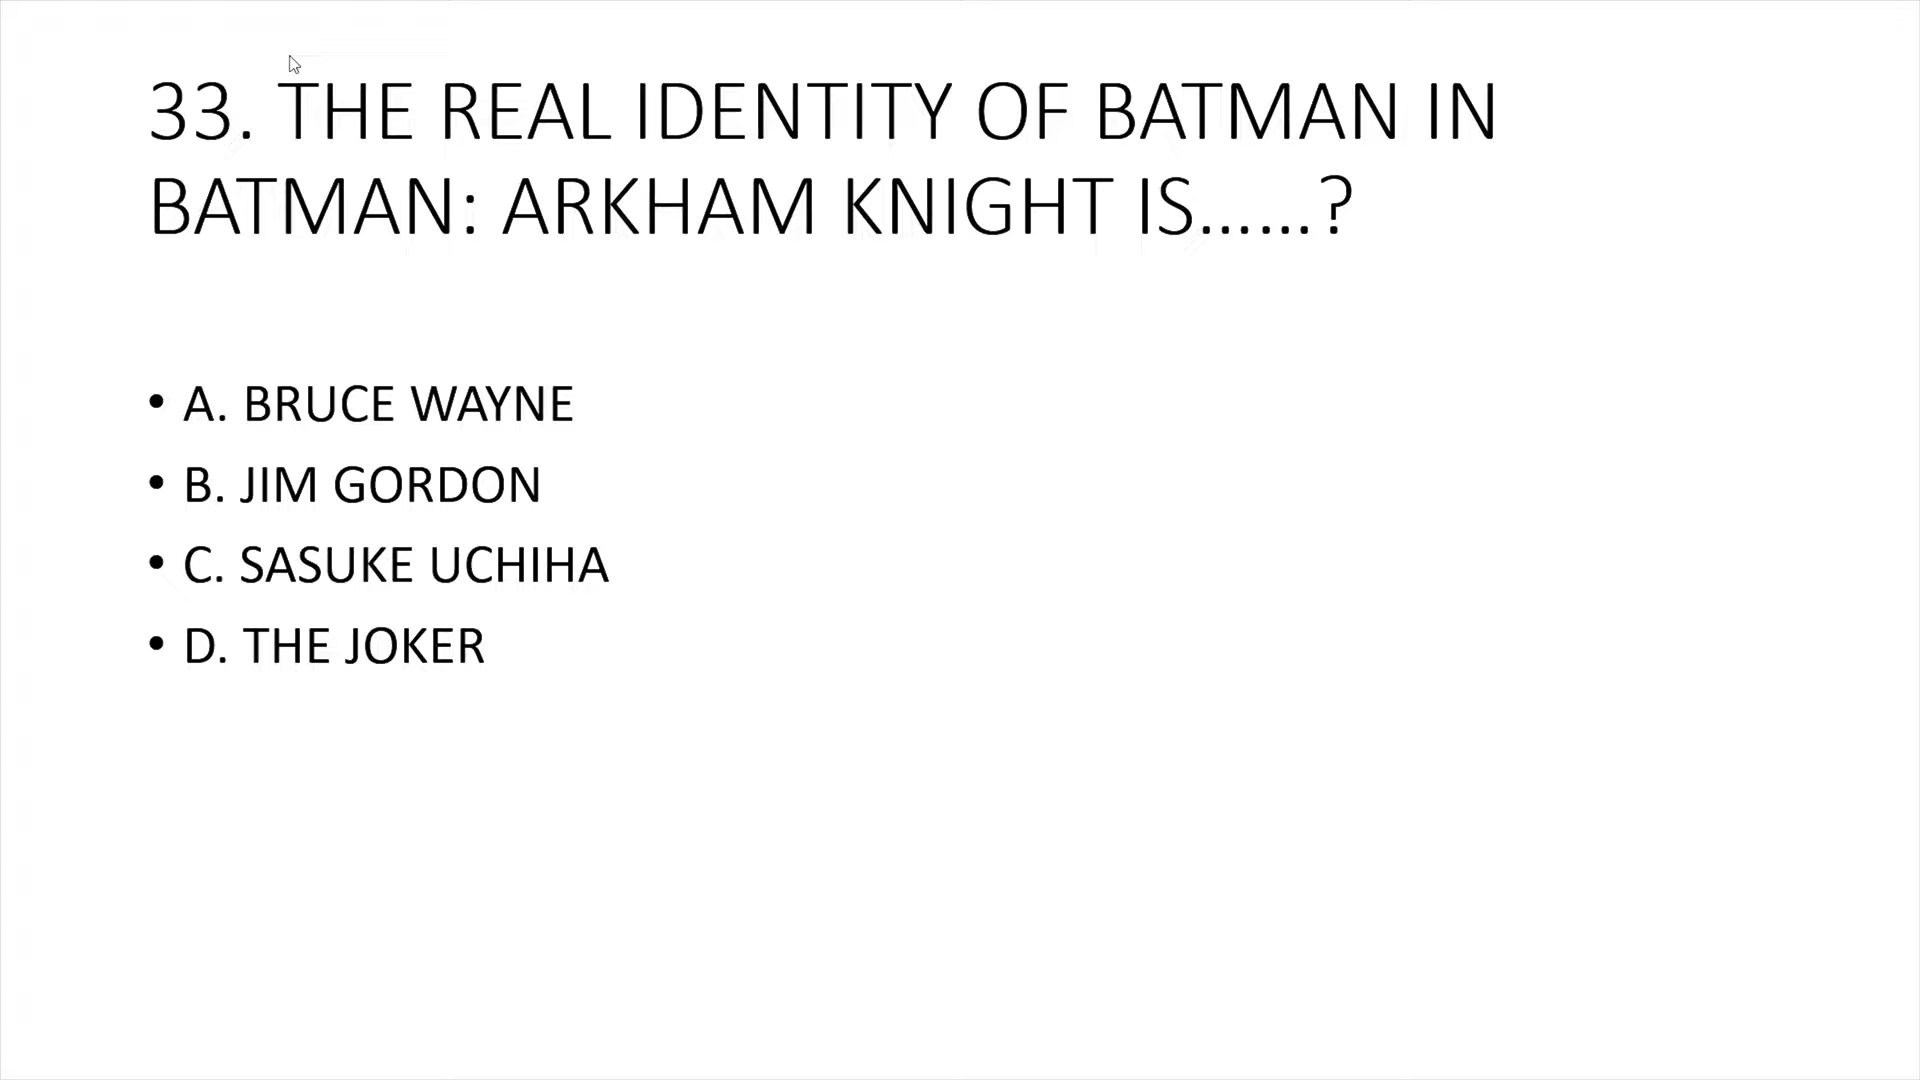 33. THE REAL IDENTITY OF BATMAN IN
BATMAN: ARKHAM KNIGHT IS……?
• A. BRUCE WAYNE
• B. JIM GORDON
• C. SASUKE UCHIHA
• D. THE JOKER